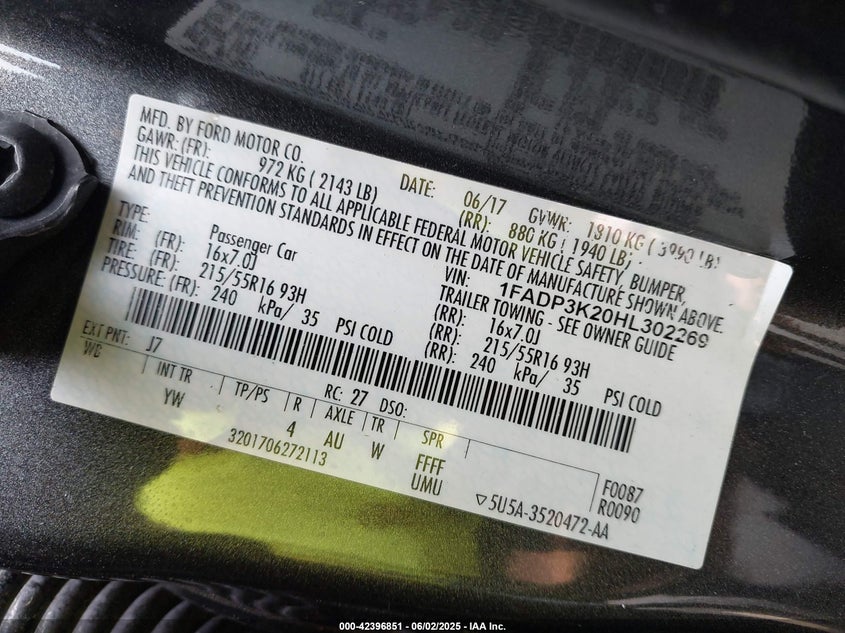 MFD. BY FORD MOTOR CO. DATE: 06/17 GVWR: 1810 KG ( 3990 LB)
GAWR: (FR): 972 KG ( 2143 LB) (RR): 880 KG ( 1940 LB;
THIS VEHICLE CONFORMS TO ALL APPLICABLE FEDERAL MOTOR VEHICLE SAFETY, BUMPER,
AND THEFT PREVENTION STANDARDS IN EFFECT ON THE DATE OF MANUFACTURE SHOWN ABOVE.
VIN: 1FADP3K20HL302269
TYPE: Passenger Car TRAILER TOWING - SEE OWNER GUIDE
RIM: (FR): 16x7.0J (RR): 16x7.0J
TIRE: (FR): 215/55R16 93H (RR): 215/55R16 93H
PRESSURE: (FR): 240 kPa/ 35 PSI COLD (RR): 240 kPa/ 35 PSI COLD
EXT PNT: J7 RC: 27 DSO:
WB INT TR TP/PS R AXLE TR SPR
YW 4 AU W FFFF
3201706272113 UMU
F0087
R0090
▽5U5A-3520472-AA
000-42396851 - 06/02/2025 - IAA Inc.